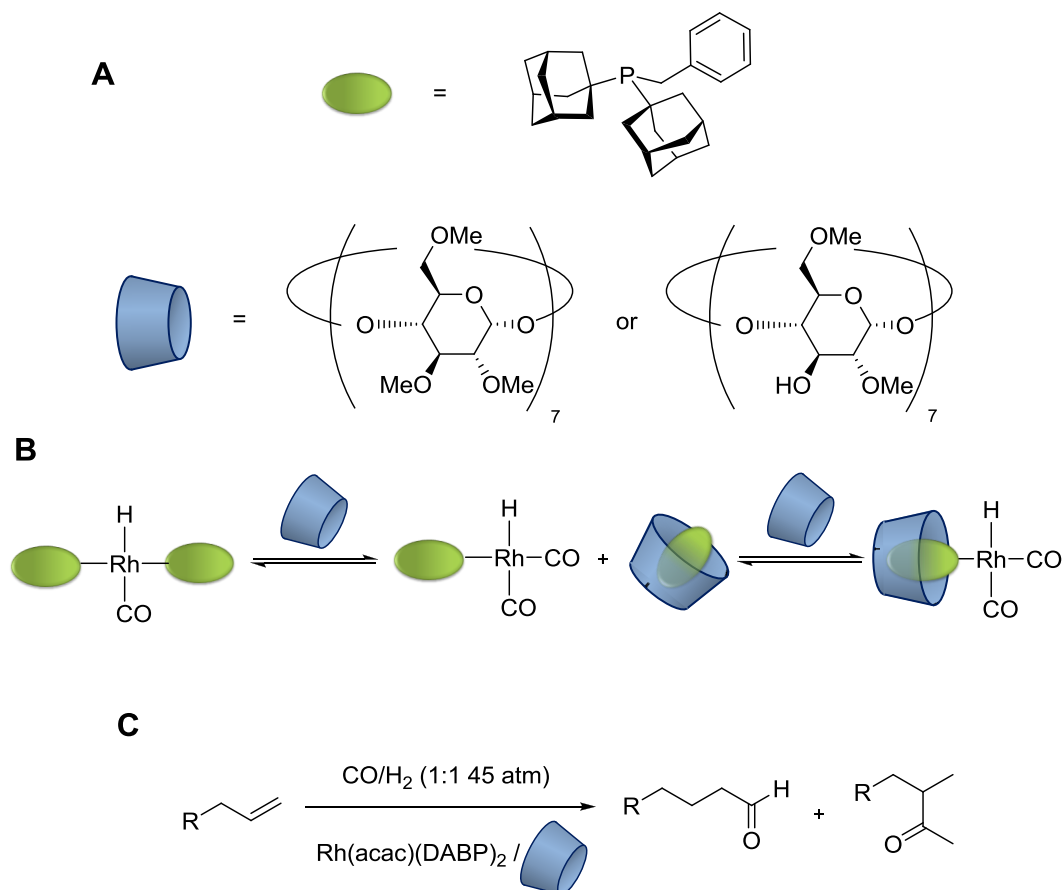 A
= P
OMe OMe
O O
= O O or O O
MeO OMe HO OMe
7 7
B
H H H
Rh Rh CO + Rh CO
CO CO CO
C
CO/H2 (1:1 45 atm)
R R H + R
O O
Rh(acac)(DABP)2 /